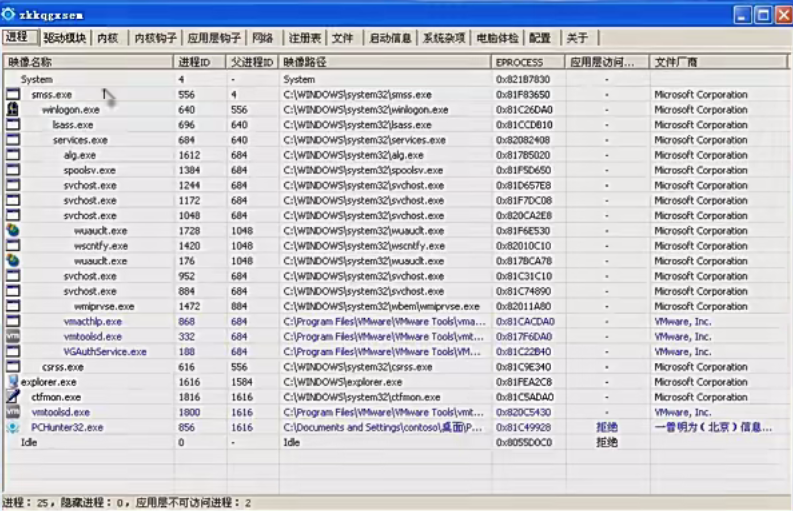 zkkqgxsem
进程 驱动模块 内核 内核钩子 应用层钩子 网络 注册表 文件 启动信息 系统杂项 电脑体检 配置 关于
映像名称 进程ID 父进程ID 映像路径 EPROCESS 应用层访问... 文件厂商
System 4 - System 0x821B7830 -
smss.exe 556 4 C:\WINDOWS\system32\smss.exe 0x81F83650 - Microsoft Corporation
winlogon.exe 640 556 C:\WINDOWS\system32\winlogon.exe 0x81C26DA0 - Microsoft Corporation
lsass.exe 696 640 C:\WINDOWS\system32\lsass.exe 0x81CCDB10 - Microsoft Corporation
services.exe 684 640 C:\WINDOWS\system32\services.exe 0x82082408 - Microsoft Corporation
alg.exe 1612 684 C:\WINDOWS\system32\alg.exe 0x817B5020 - Microsoft Corporation
spoolsv.exe 1384 684 C:\WINDOWS\system32\spoolsv.exe 0x81F5D650 - Microsoft Corporation
svchost.exe 1244 684 C:\WINDOWS\system32\svchost.exe 0x81D657E8 - Microsoft Corporation
svchost.exe 1172 684 C:\WINDOWS\system32\svchost.exe 0x81F7DC08 - Microsoft Corporation
svchost.exe 1048 684 C:\WINDOWS\system32\svchost.exe 0x820CA2E8 - Microsoft Corporation
wuauclt.exe 1728 1048 C:\WINDOWS\system32\wuauclt.exe 0x81F6E530 - Microsoft Corporation
wscntfy.exe 1420 1048 C:\WINDOWS\system32\wscntfy.exe 0x82010C10 - Microsoft Corporation
wuauclt.exe 176 1048 C:\WINDOWS\system32\wuauclt.exe 0x817BCA78 - Microsoft Corporation
svchost.exe 952 684 C:\WINDOWS\system32\svchost.exe 0x81C31C10 - Microsoft Corporation
svchost.exe 884 684 C:\WINDOWS\system32\svchost.exe 0x81C74890 - Microsoft Corporation
wmiprvse.exe 1472 884 C:\WINDOWS\system32\wbem\wmiprvse.exe 0x82011A80 - Microsoft Corporation
vmacthlp.exe 868 684 C:\Program Files\VMware\VMware Tools\vma... 0x81CACDA0 - VMware, Inc.
vmtoolsd.exe 332 684 C:\Program Files\VMware\VMware Tools\vmt... 0x817F6DA0 - VMware, Inc.
VGAuthService.exe 188 684 C:\Program Files\VMware\VMware Tools\VM... 0x81C22B40 - VMware, Inc.
csrss.exe 616 556 C:\WINDOWS\system32\csrss.exe 0x81C9E340 - Microsoft Corporation
explorer.exe 1616 1584 C:\WINDOWS\explorer.exe 0x81FEA2C8 - Microsoft Corporation
ctfmon.exe 1816 1616 C:\WINDOWS\system32\ctfmon.exe 0x81C5ADA0 - Microsoft Corporation
vm vmtoolsd.exe 1800 1616 C:\Program Files\VMware\VMware Tools\vmt... 0x820C5430 - VMware, Inc.
PCHunter32.exe 856 1616 C:\Documents and Settings\contoso\桌面\P... 0x81C49928 拒绝 一普明为（北京）信息...
Idle 0 - Idle 0x8055D0C0 拒绝
进程：25，隐藏进程：0，应用层不可访问进程：2